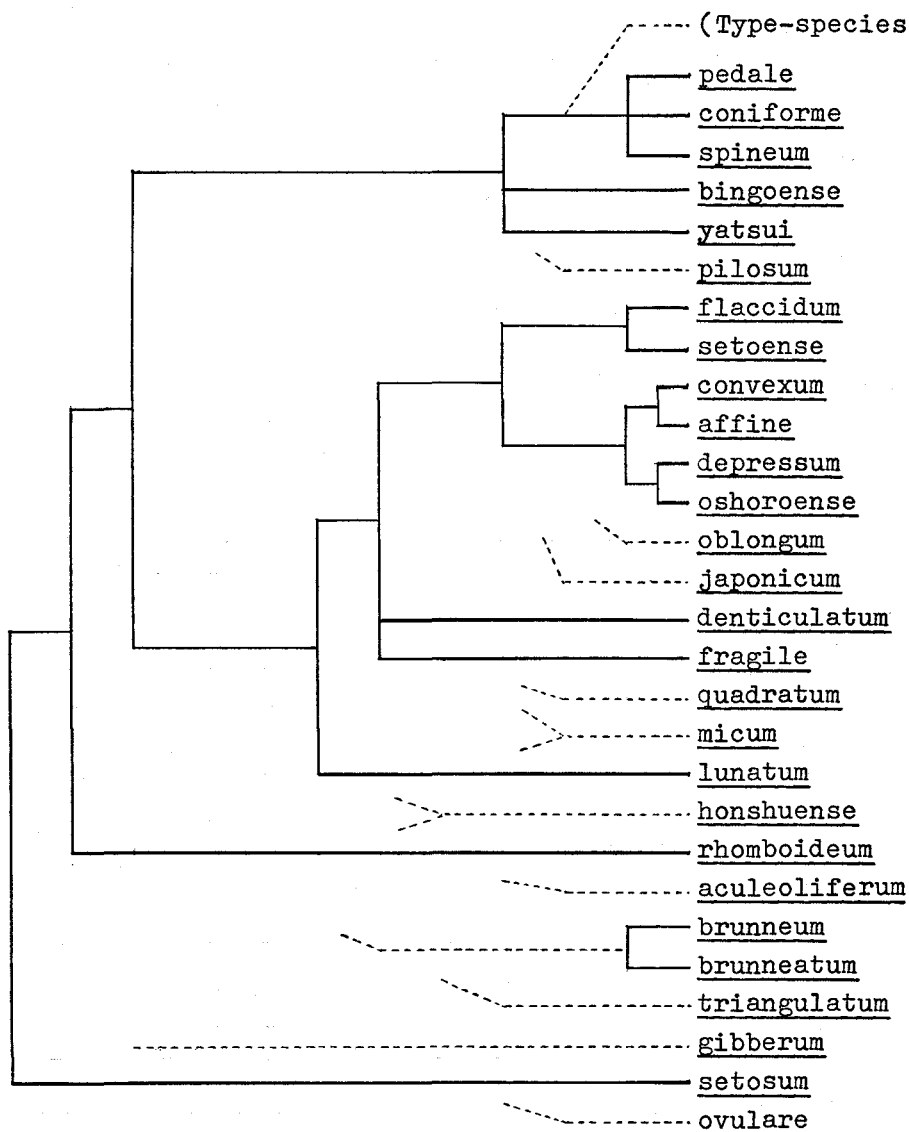 (Type-species
pedale
coniforme
spineum
bingoense
yatsui
pilosum
flaccidum
setoense
convexum
affine
depressum
oshoroense
oblongum
japonicum
denticulatum
fragile
quadratum
micum
lunatum
honshuense
rhomboideum
aculeoliferum
brunneum
brunneatum
triangulatum
gibberum
setosum
ovulare